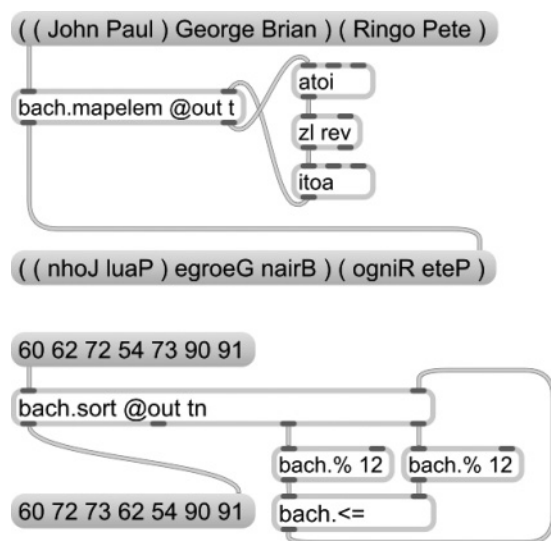 ( ( John Paul ) George Brian ) ( Ringo Pete )
atoi
bach.mapelem @out t
zl rev
itoa
( ( nhoJ luaP ) egroeG nairB ) ( ogniR eteP )
60 62 72 54 73 90 91
bach.sort @out tn
bach.% 12 bach.% 12
60 72 73 62 54 90 91 bach.<=